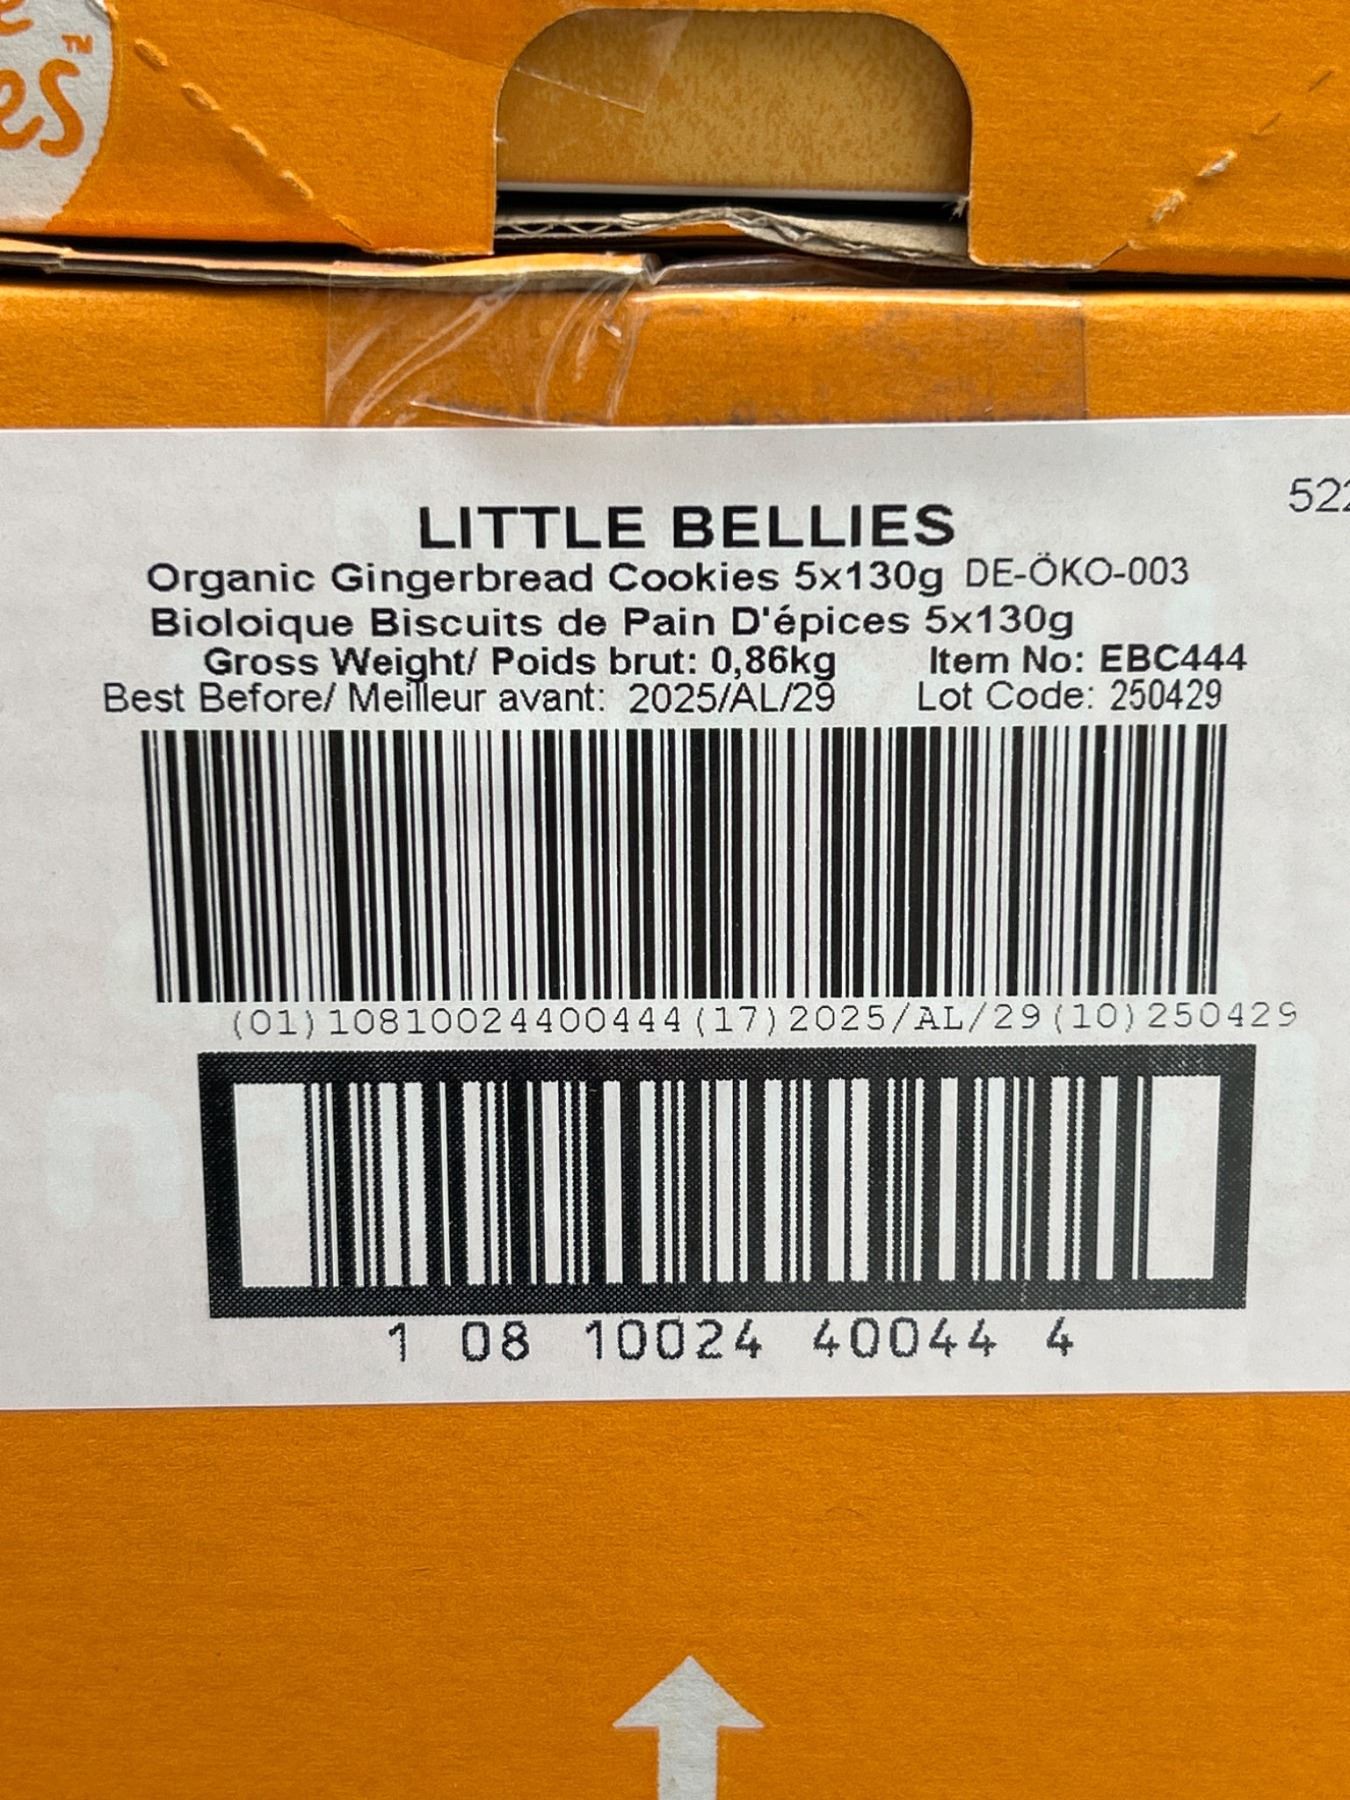 TM
LITTLE BELLIES
Organic Gingerbread Cookies 5x130g DE-ÖKO-003
Bioloique Biscuits de Pain D'épices 5x130g
Gross Weight/ Poids brut: 0,86kg Item No: EBC444
Best Before/ Meilleur avant: 2025/AL/29 Lot Code: 250429
(01)10810024400444(17)2025/AL/29(10)250429
1 08 10024 40044 4